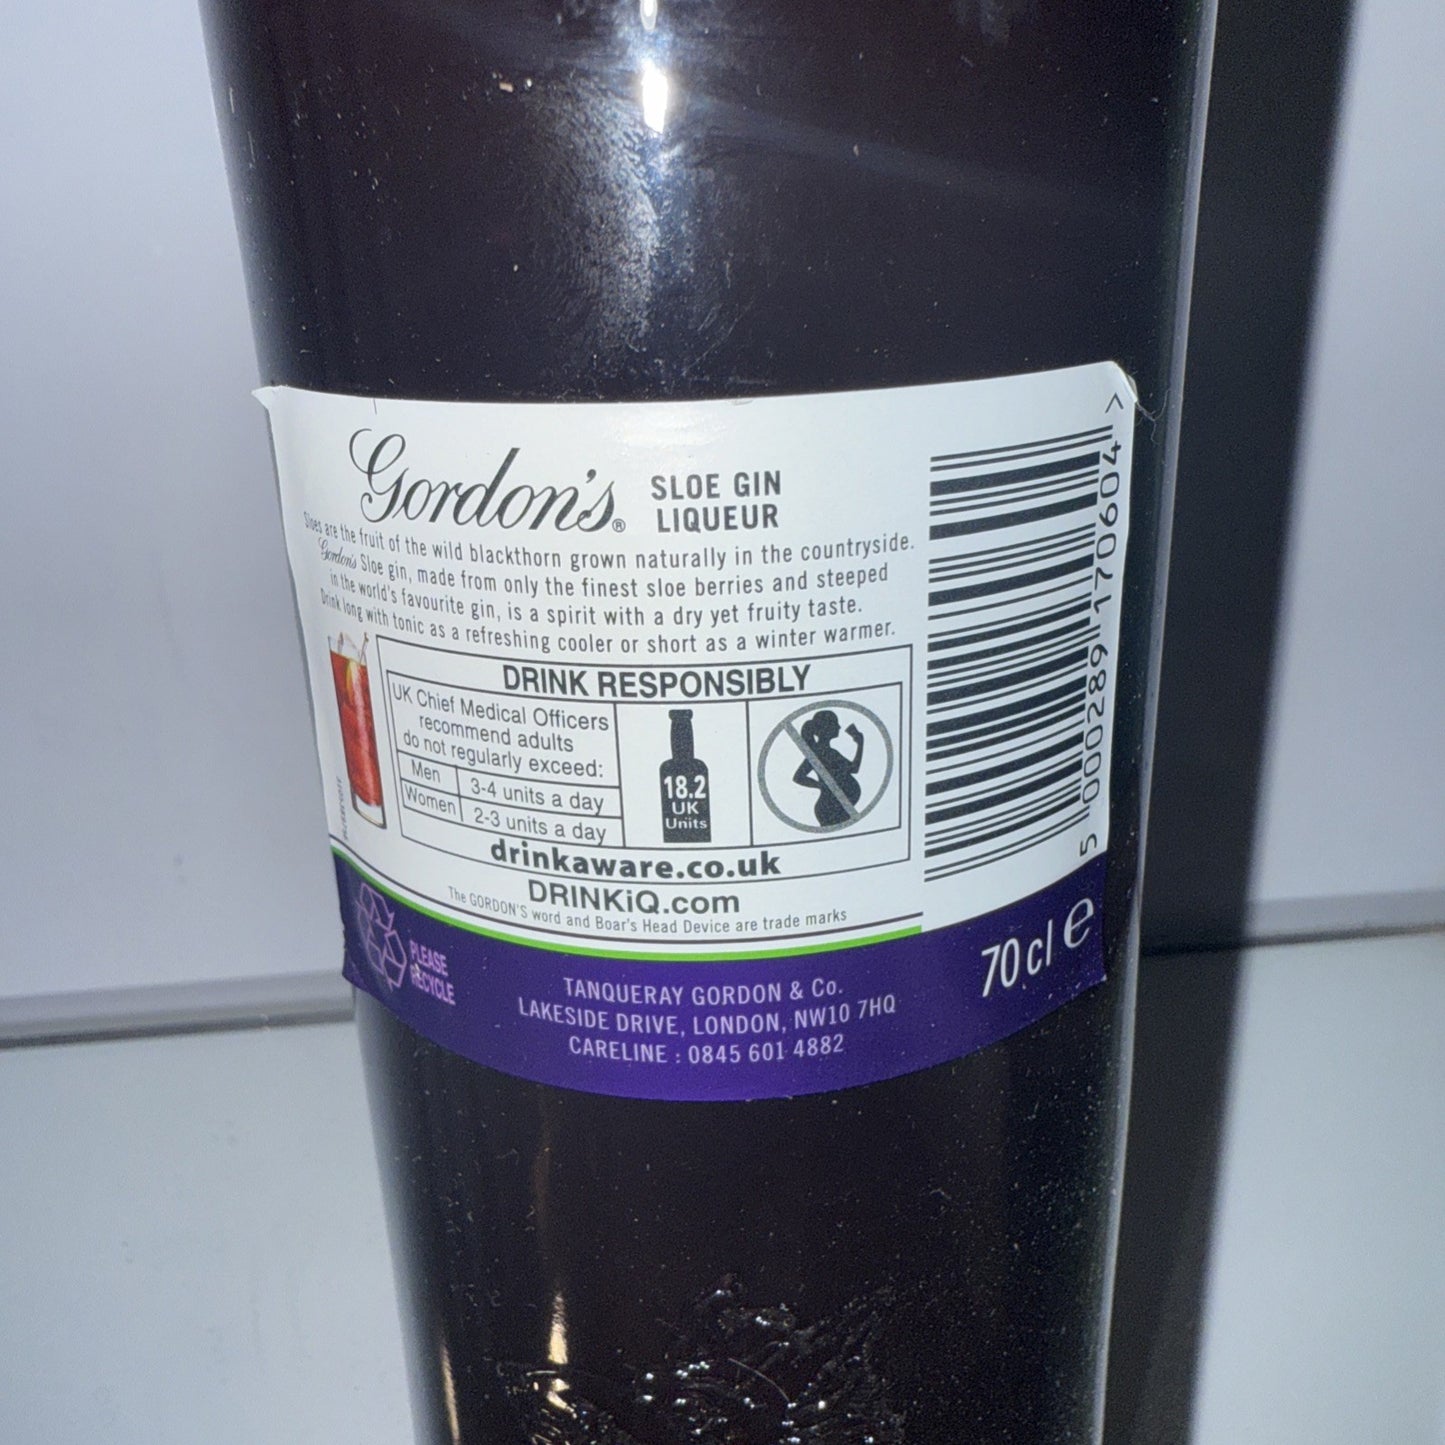 Gordon's® SLOE GIN
LIQUEUR
Sloes are the fruit of the wild blackthorn grown naturally in the countryside.
Gordon's Sloe gin, made from only the finest sloe berries and steeped
in the world's favourite gin, is a spirit with a dry yet fruity taste.
Drink long with tonic as a refreshing cooler or short as a winter warmer.
DRINK RESPONSIBLY
UK Chief Medical Officers
recommend adults
do not regularly exceed:
Men 3-4 units a day
Women 2-3 units a day
18.2
UK
Units
drinkaware.co.uk
DRINKiQ.com
The GORDON'S word and Boar's Head Device are trade marks
5 000289 170604 >
PLEASE
RECYCLE
TANQUERAY GORDON & Co.
LAKESIDE DRIVE, LONDON, NW10 7HQ
CARELINE : 0845 601 4882
70 cl e